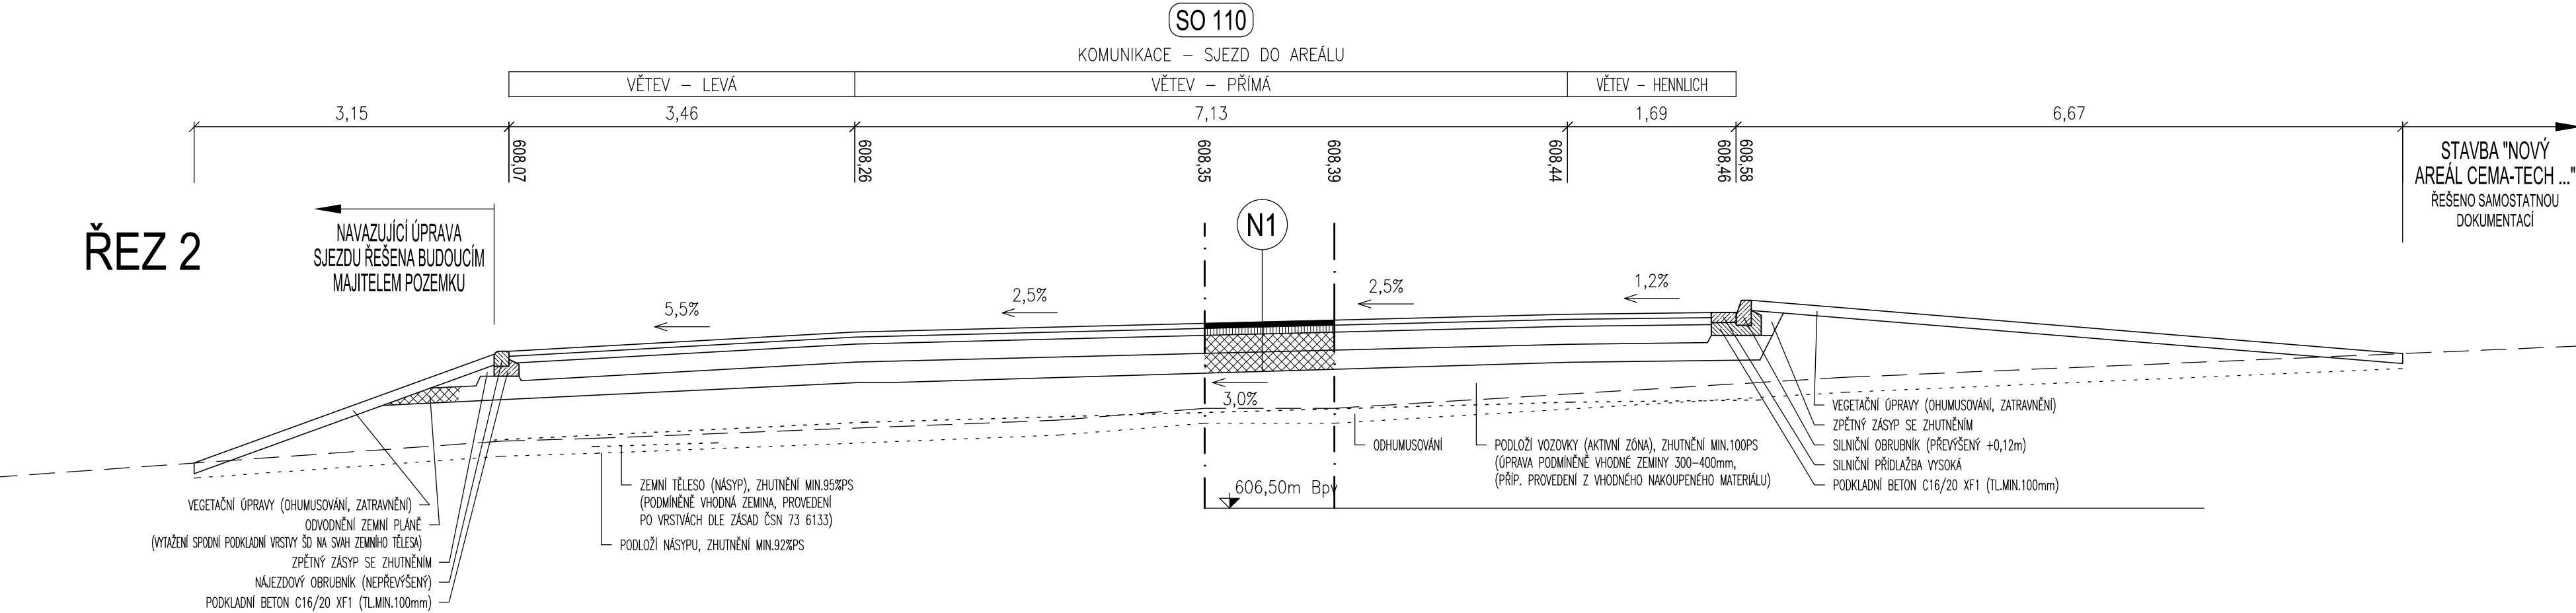 SO 110
KOMUNIKACE – SJEZD DO AREÁLU
VĚTEV – LEVÁ
VĚTEV – PŘÍMÁ
VĚTEV – HENNLICH
3,15
3,46
7,13
1,69
6,67
608,07
608,26
608,35
608,39
608,44
608,46
608,58
STAVBA "NOVÝ
AREÁL CEMA-TECH ..."
ŘEŠENO SAMOSTATNOU
DOKUMENTACÍ
ŘEZ 2
NAVAZUJÍCÍ ÚPRAVA
SJEZDU ŘEŠENA BUDOUCÍM
MAJITELEM POZEMKU
N1
5,5%
2,5%
2,5%
1,2%
3,0%
606,50m Bpv
VEGETAČNÍ ÚPRAVY (OHUMUSOVÁNÍ, ZATRAVNĚNÍ)
ODVODNĚNÍ ZEMNÍ PLÁNĚ
(VYTAŽENÍ SPODNÍ PODKLADNÍ VRSTVY ŠD NA SVAH ZEMNÍHO TĚLESA)
ZPĚTNÝ ZÁSYP SE ZHUTNĚNÍM
NÁJEZDOVÝ OBRUBNÍK (NEPŘEVÝŠENÝ)
PODKLADNÍ BETON C16/20 XF1 (TL.MIN.100mm)
ZEMNÍ TĚLESO (NÁSYP), ZHUTNĚNÍ MIN.95%PS
(PODMÍNĚNĚ VHODNÁ ZEMINA, PROVEDENÍ
PO VRSTVÁCH DLE ZÁSAD ČSN 73 6133)
PODLOŽÍ NÁSYPU, ZHUTNĚNÍ MIN.92%PS
ODHUMUSOVÁNÍ
PODLOŽÍ VOZOVKY (AKTIVNÍ ZÓNA), ZHUTNĚNÍ MIN.100PS
(ÚPRAVA PODMÍNĚNĚ VHODNÉ ZEMINY 300–400mm,
(PŘÍP. PROVEDENÍ Z VHODNÉHO NAKOUPENÉHO MATERIÁLU)
VEGETAČNÍ ÚPRAVY (OHUMUSOVÁNÍ, ZATRAVNĚNÍ)
ZPĚTNÝ ZÁSYP SE ZHUTNĚNÍM
SILNIČNÍ OBRUBNÍK (PŘEVÝŠENÝ +0,12m)
SILNIČNÍ PŘÍDLAŽBA VYSOKÁ
PODKLADNÍ BETON C16/20 XF1 (TL.MIN.100mm)